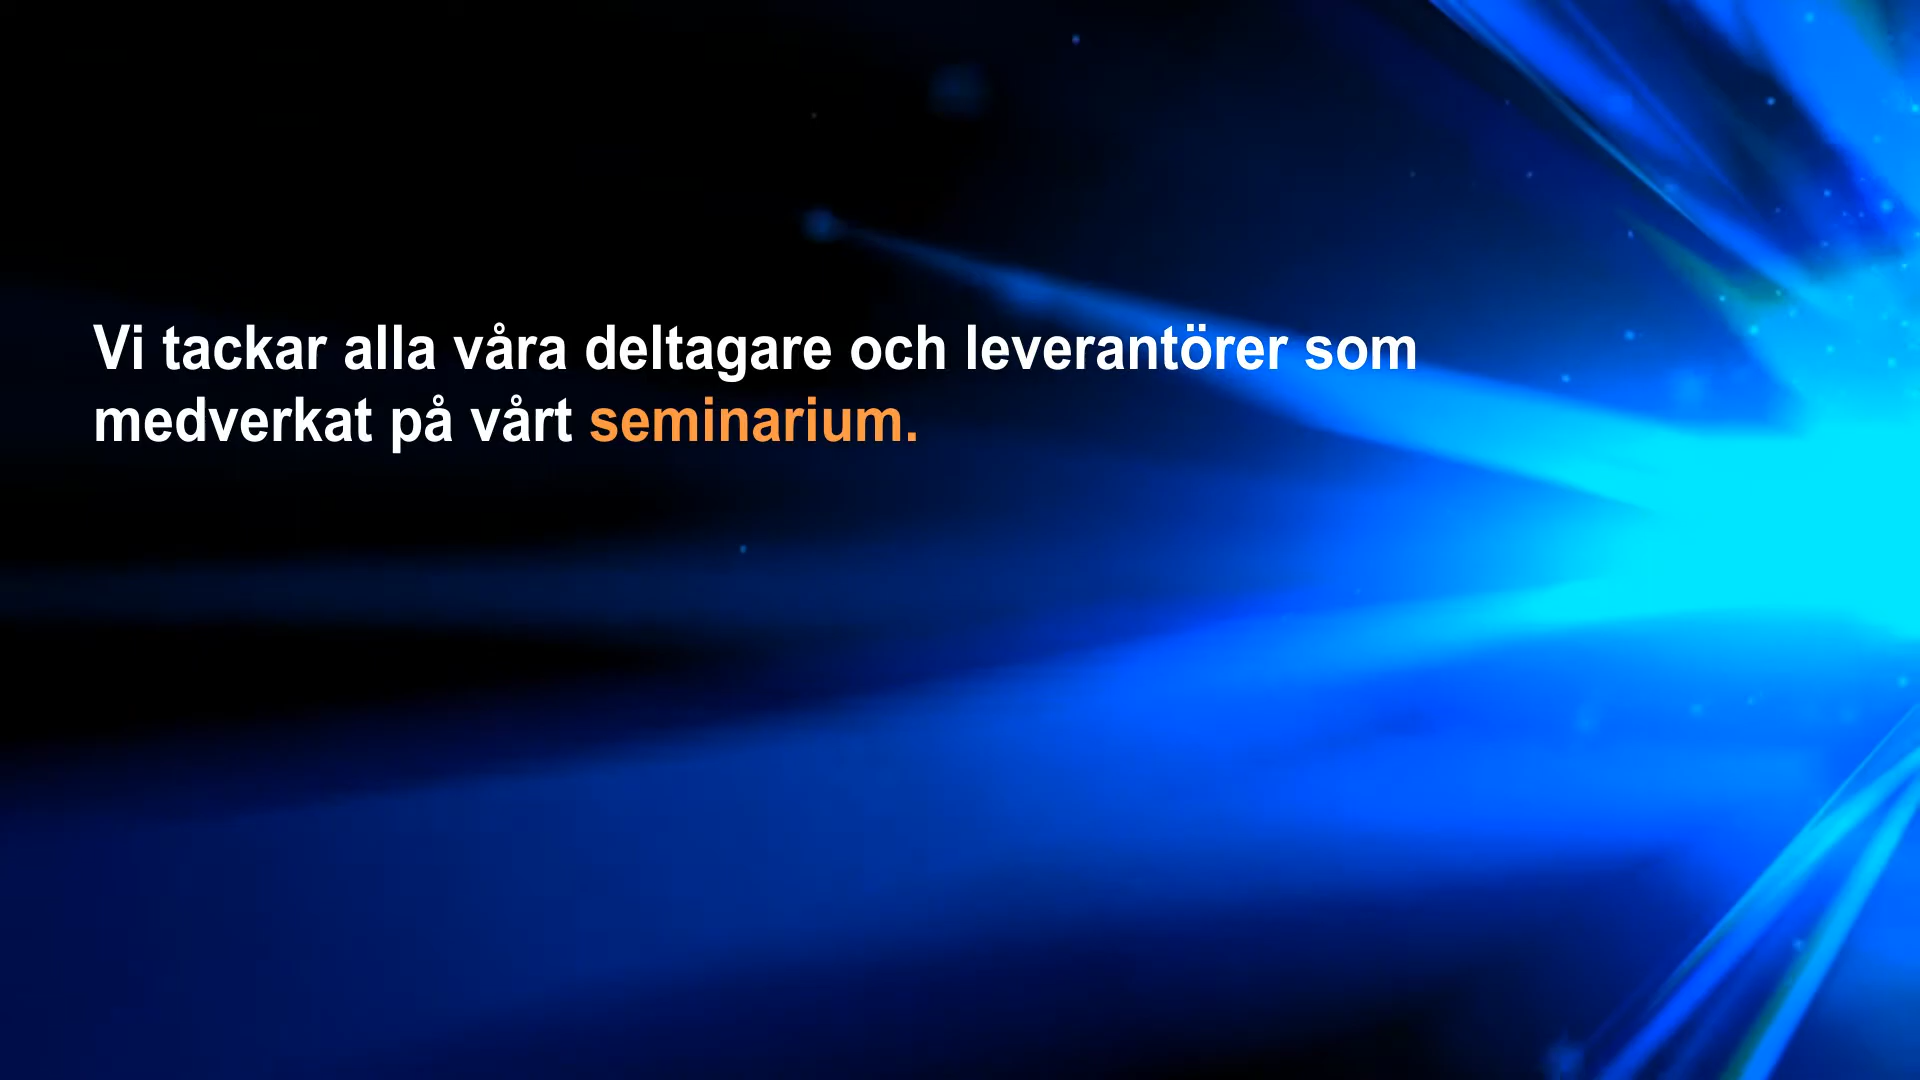 Vi tackar alla våra deltagare och leverantörer som
medverkat på vårt seminarium.